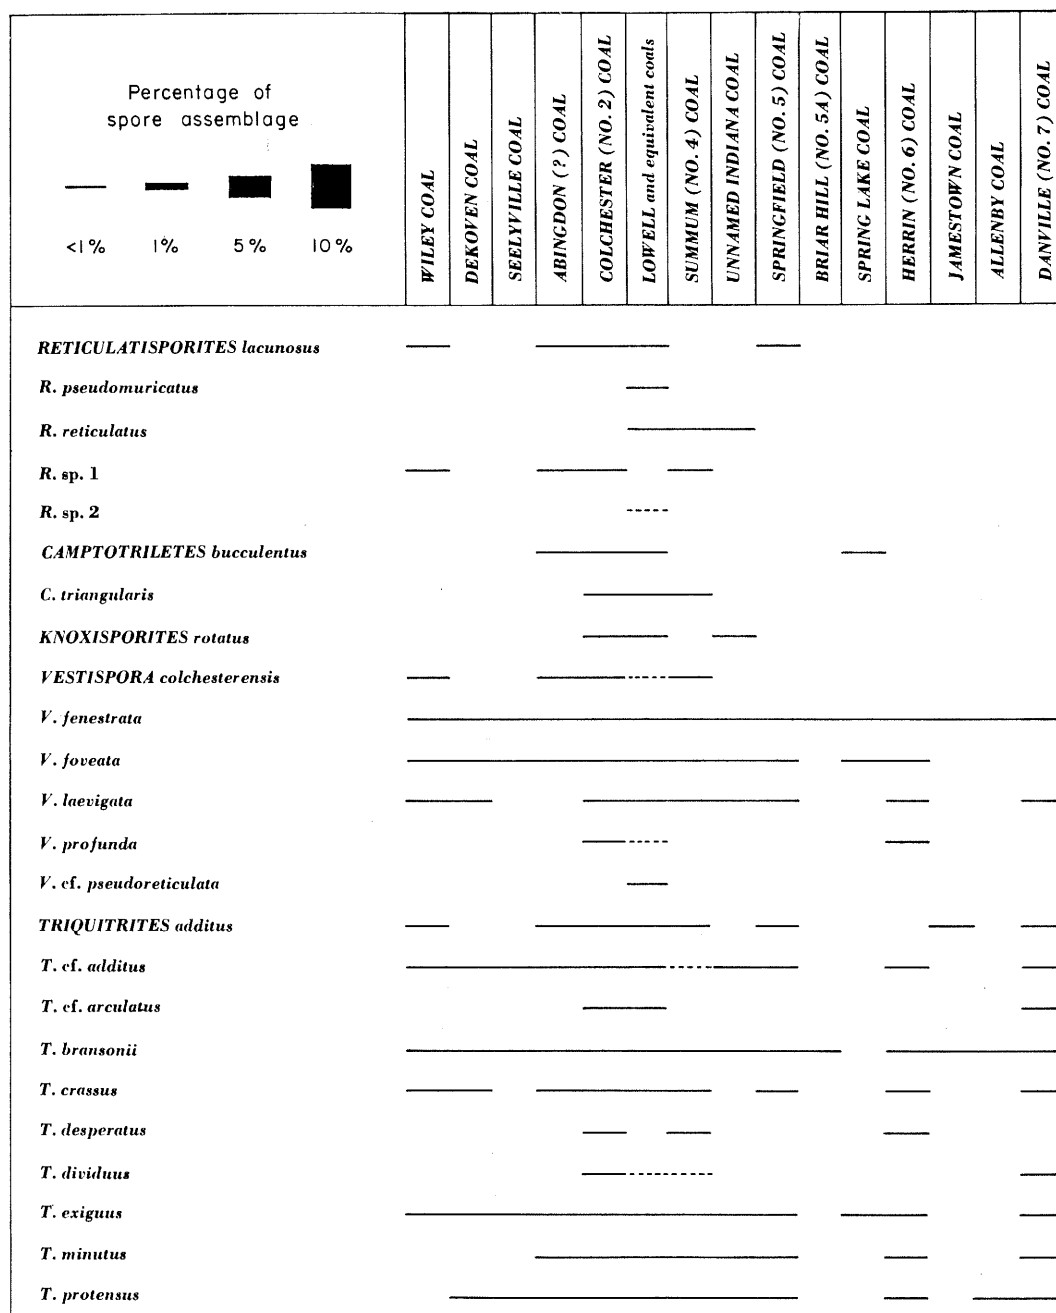 Percentage of
spore assemblage
<1% 1% 5% 10%
WILEY COAL
DEKOVEN COAL
SEELYVILLE COAL
ABINGDON (?) COAL
COLCHESTER (NO. 2) COAL
LOWELL and equivalent coals
SUMMUM (NO. 4) COAL
UNNAMED INDIANA COAL
SPRINGFIELD (NO. 5) COAL
BRIAR HILL (NO. 5A) COAL
SPRING LAKE COAL
HERRIN (NO. 6) COAL
JAMESTOWN COAL
ALLENBY COAL
DANVILLE (NO. 7) COAL
RETICULATISPORITES lacunosus
R. pseudomuricatus
R. reticulatus
R. sp. 1
R. sp. 2
CAMPTOTRILETES bucculentus
C. triangularis
KNOXISPORITES rotatus
VESTISPORA colchesterensis
V. fenestrata
V. foveata
V. laevigata
V. profunda
V. cf. pseudoreticulata
TRIQUITRITES additus
T. cf. additus
T. cf. arculatus
T. bransonii
T. crassus
T. desperatus
T. dividuus
T. exiguus
T. minutus
T. protensus